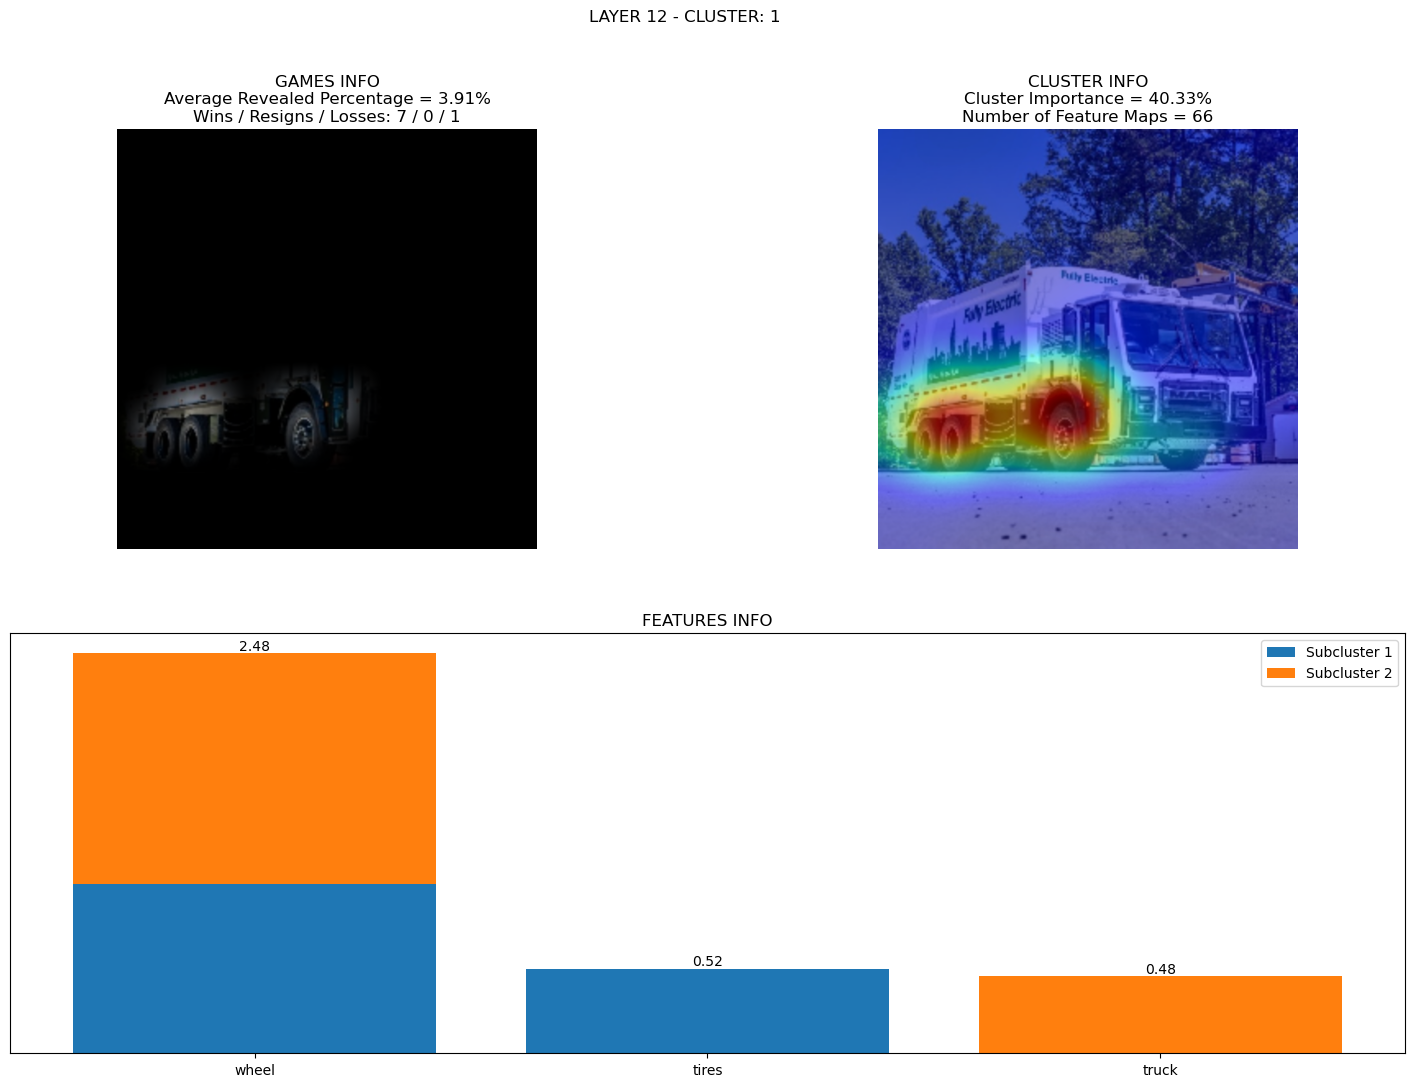 LAYER 12 - CLUSTER: 1
GAMES INFO
Average Revealed Percentage = 3.91%
Wins / Resigns / Losses: 7 / 0 / 1
CLUSTER INFO
Cluster Importance = 40.33%
Number of Feature Maps = 66
Fully Electric
Fully Electric
FEATURES INFO
2.48
Subcluster 1
Subcluster 2
0.52
0.48
wheel
tires
truck